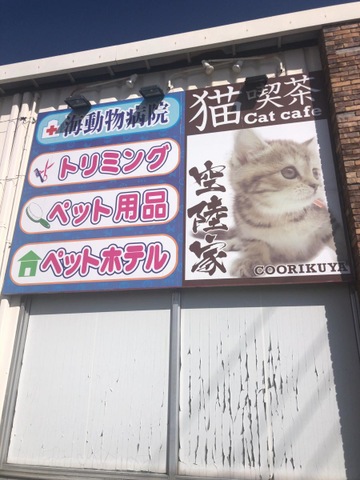 海動物病院
トリミング
ペット用品
ペットホテル
猫喫茶
Cat cafe
空陸家
COORIKUYA